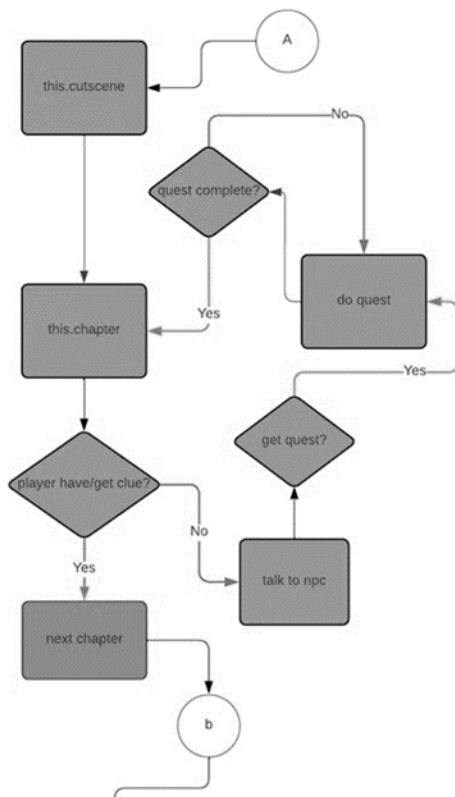 A
this.cutscene
No
quest complete?
do quest
this.chapter
Yes
Yes
get quest?
player have/get clue?
No
talk to npc
Yes
next chapter
b